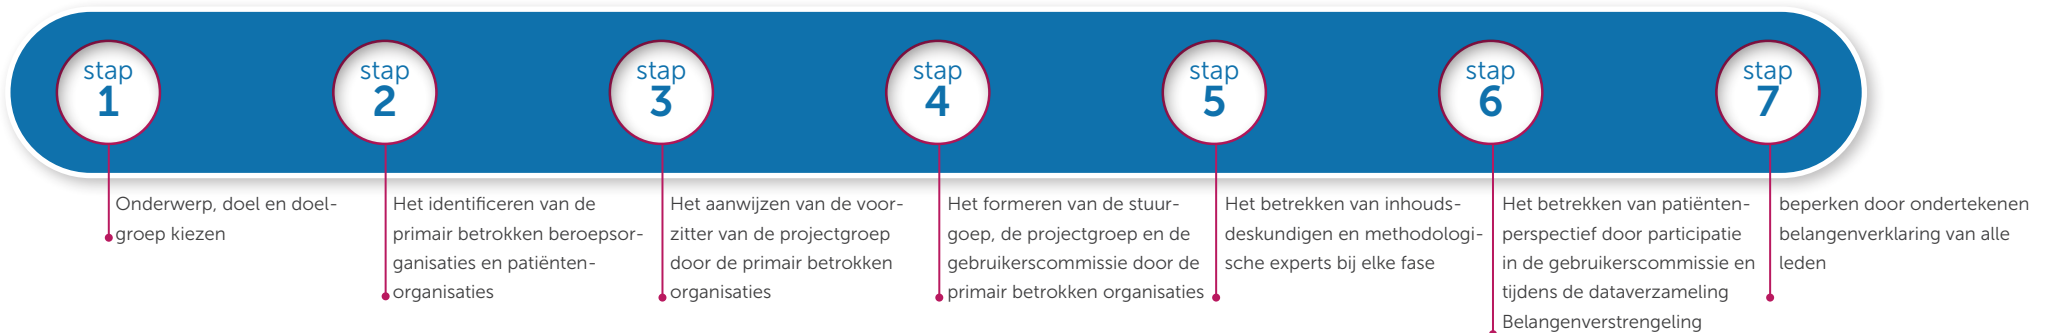 stap
1
stap
2
stap
3
stap
4
stap
5
stap
6
stap
7
Onderwerp, doel en doel-
groep kiezen
Het identificeren van de
primair betrokken beroepsor-
ganisaties en patiënten-
organisaties
Het aanwijzen van de voor-
zitter van de projectgroep
door de primair betrokken
organisaties
Het formeren van de stuur-
goep, de projectgroep en de
gebruikerscommissie door de
primair betrokken organisaties
Het betrekken van inhouds-
deskundigen en methodologi-
sche experts bij elke fase
Het betrekken van patiënten-
perspectief door participatie
in de gebruikerscommissie en
tijdens de dataverzameling
Belangenverstrengeling
beperken door ondertekenen
belangenverklaring van alle
leden